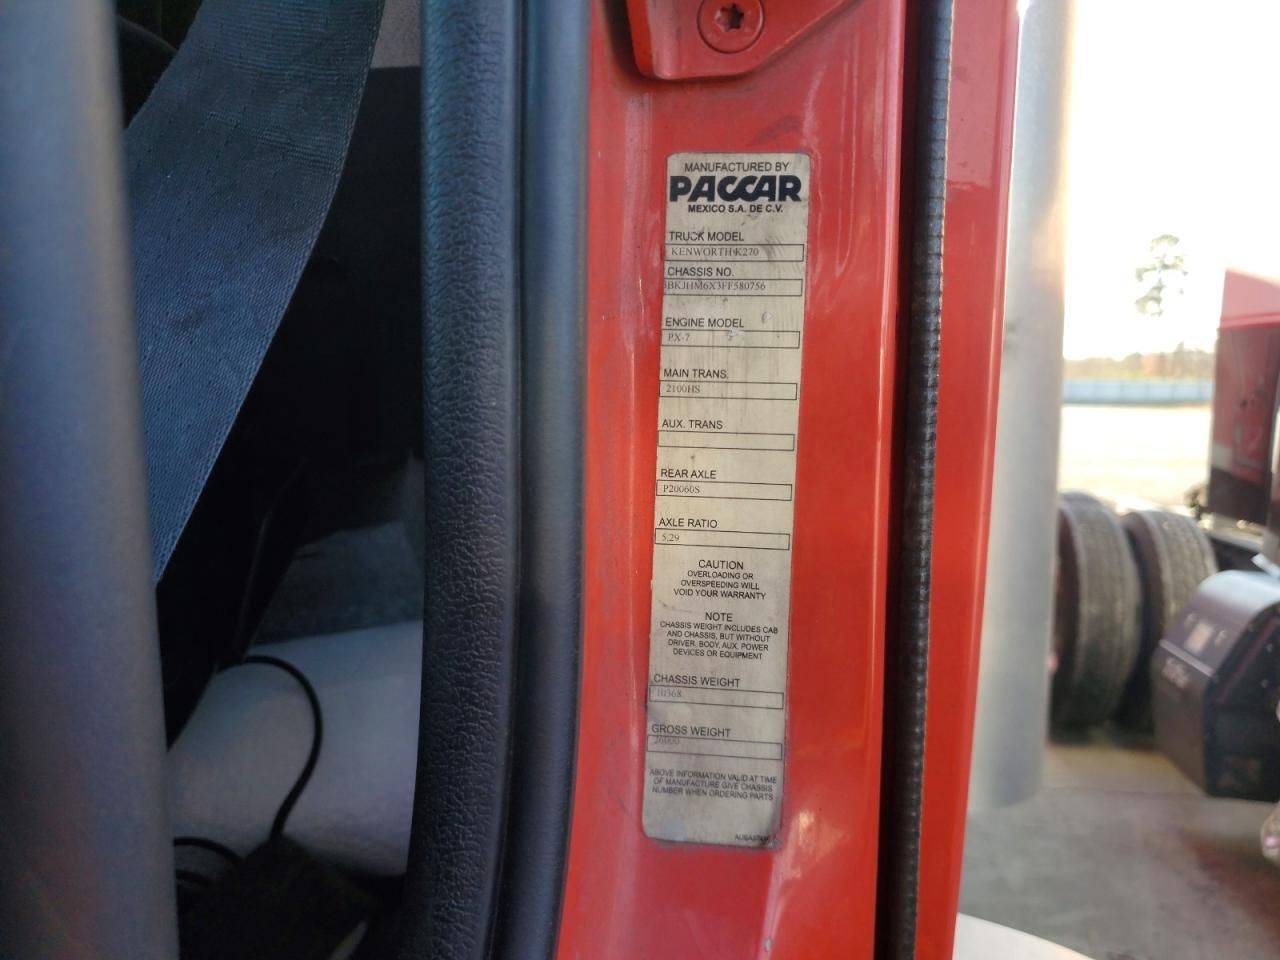 MANUFACTURED BY
PACCAR
MEXICO S.A. DE C.V.
TRUCK MODEL
KENWORTH K270
CHASSIS NO.
3BKJHM6X3FF580756
ENGINE MODEL
PX-7
MAIN TRANS.
2100HS
AUX. TRANS
REAR AXLE
P20060S
AXLE RATIO
5.29
CAUTION
OVERLOADING OR
OVERSPEEDING WILL
VOID YOUR WARRANTY
NOTE
CHASSIS WEIGHT INCLUDES CAB
AND CHASSIS, BUT WITHOUT
DRIVER, BODY, AUX. POWER
DEVICES OR EQUIPMENT
CHASSIS WEIGHT
10368
GROSS WEIGHT
26000
ABOVE INFORMATION VALID AT TIME
OF MANUFACTURE GIVE CHASSIS
NUMBER WHEN ORDERING PARTS